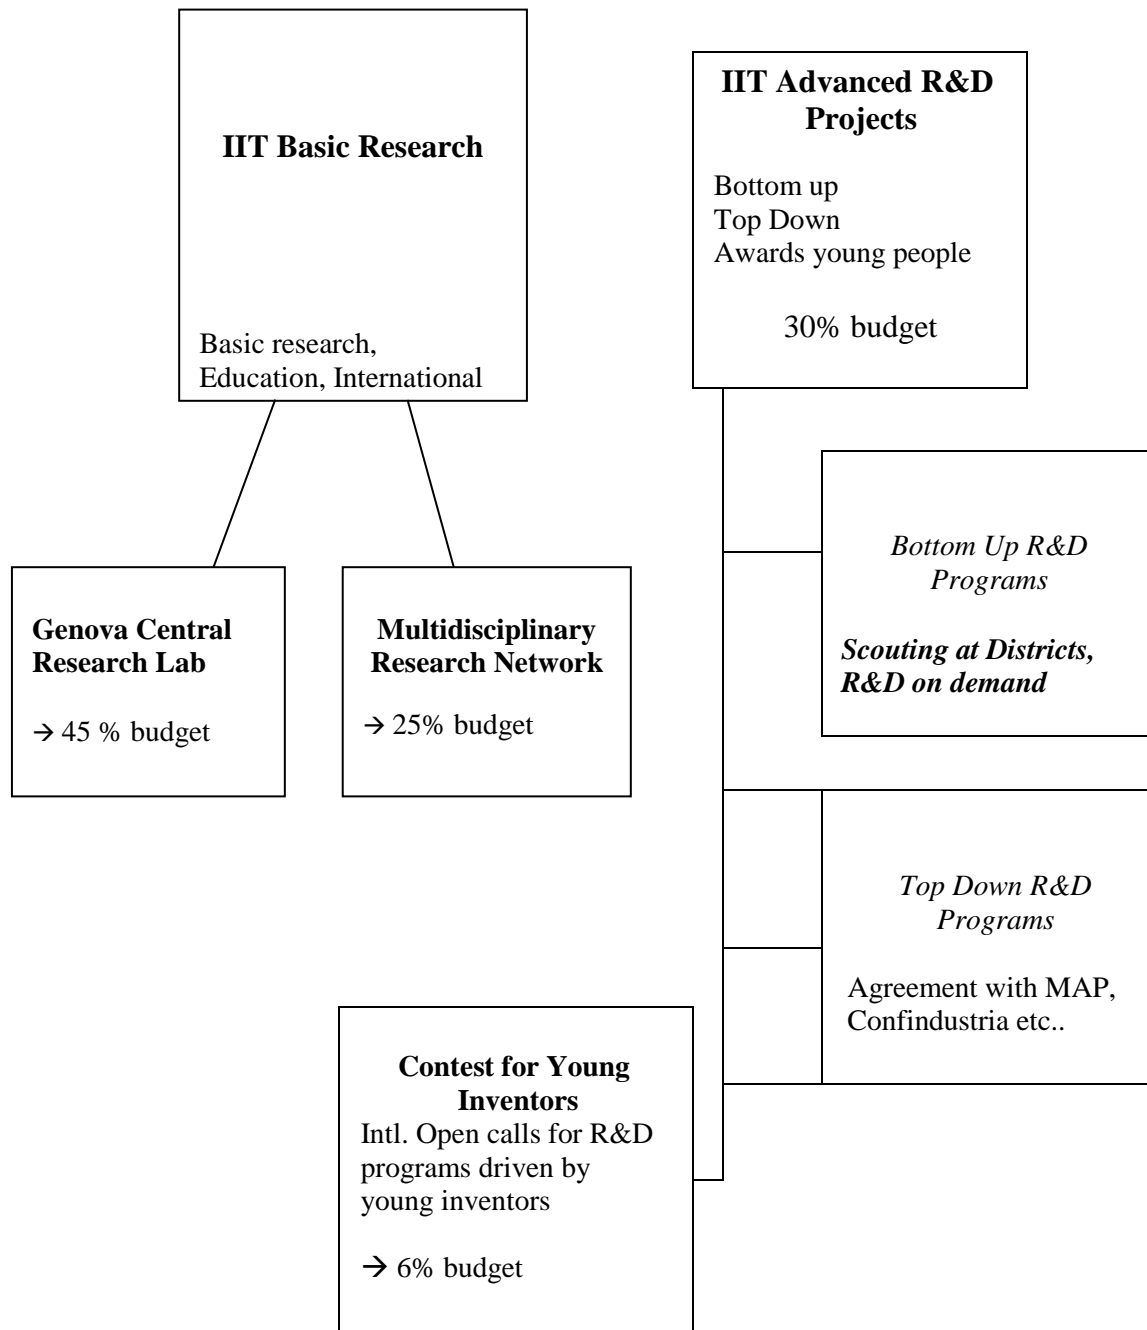 IIT Basic Research
Basic research,
Education, International
IIT Advanced R&D
Projects
Bottom up
Top Down
Awards young people
30% budget
Genova Central
Research Lab
→ 45 % budget
Multidisciplinary
Research Network
→ 25% budget
Bottom Up R&D
Programs
Scouting at Districts,
R&D on demand
Top Down R&D
Programs
Agreement with MAP,
Confindustria etc..
Contest for Young
Inventors
Intl. Open calls for R&D
programs driven by
young inventors
→ 6% budget